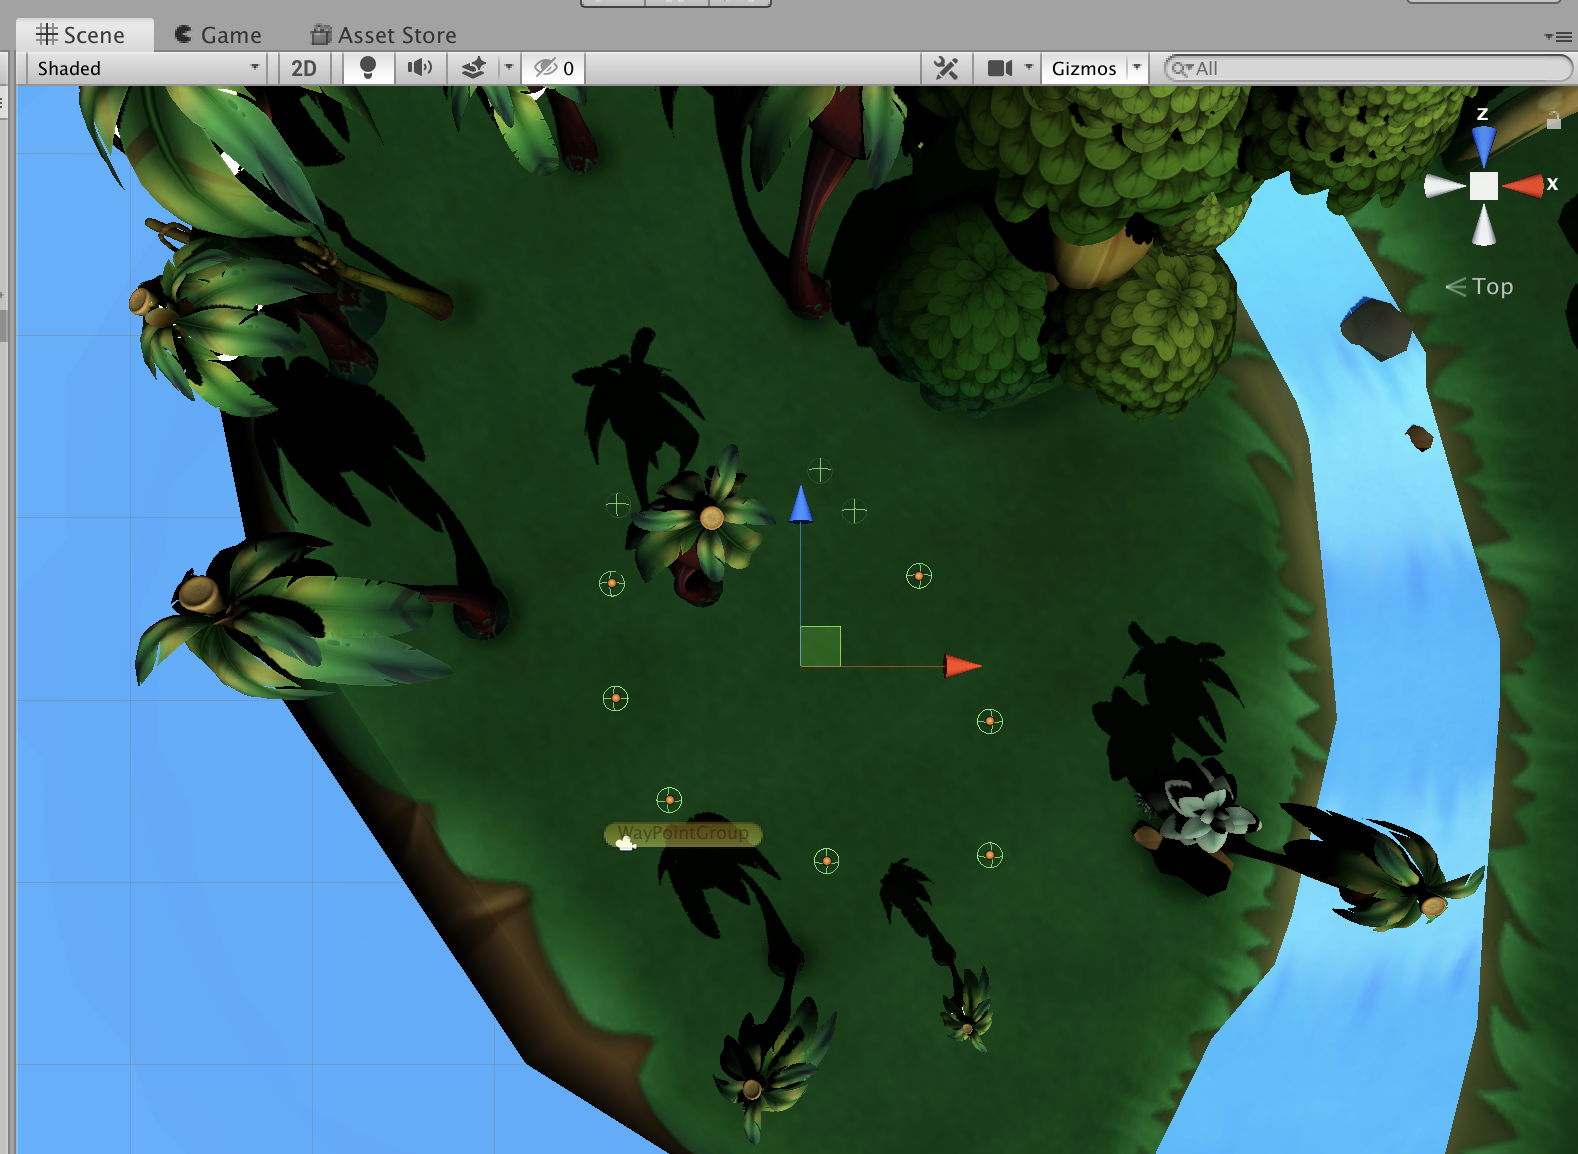 Scene Game Asset Store
Shaded 2D 0 Gizmos All
z
x
Top
WayPointGroup